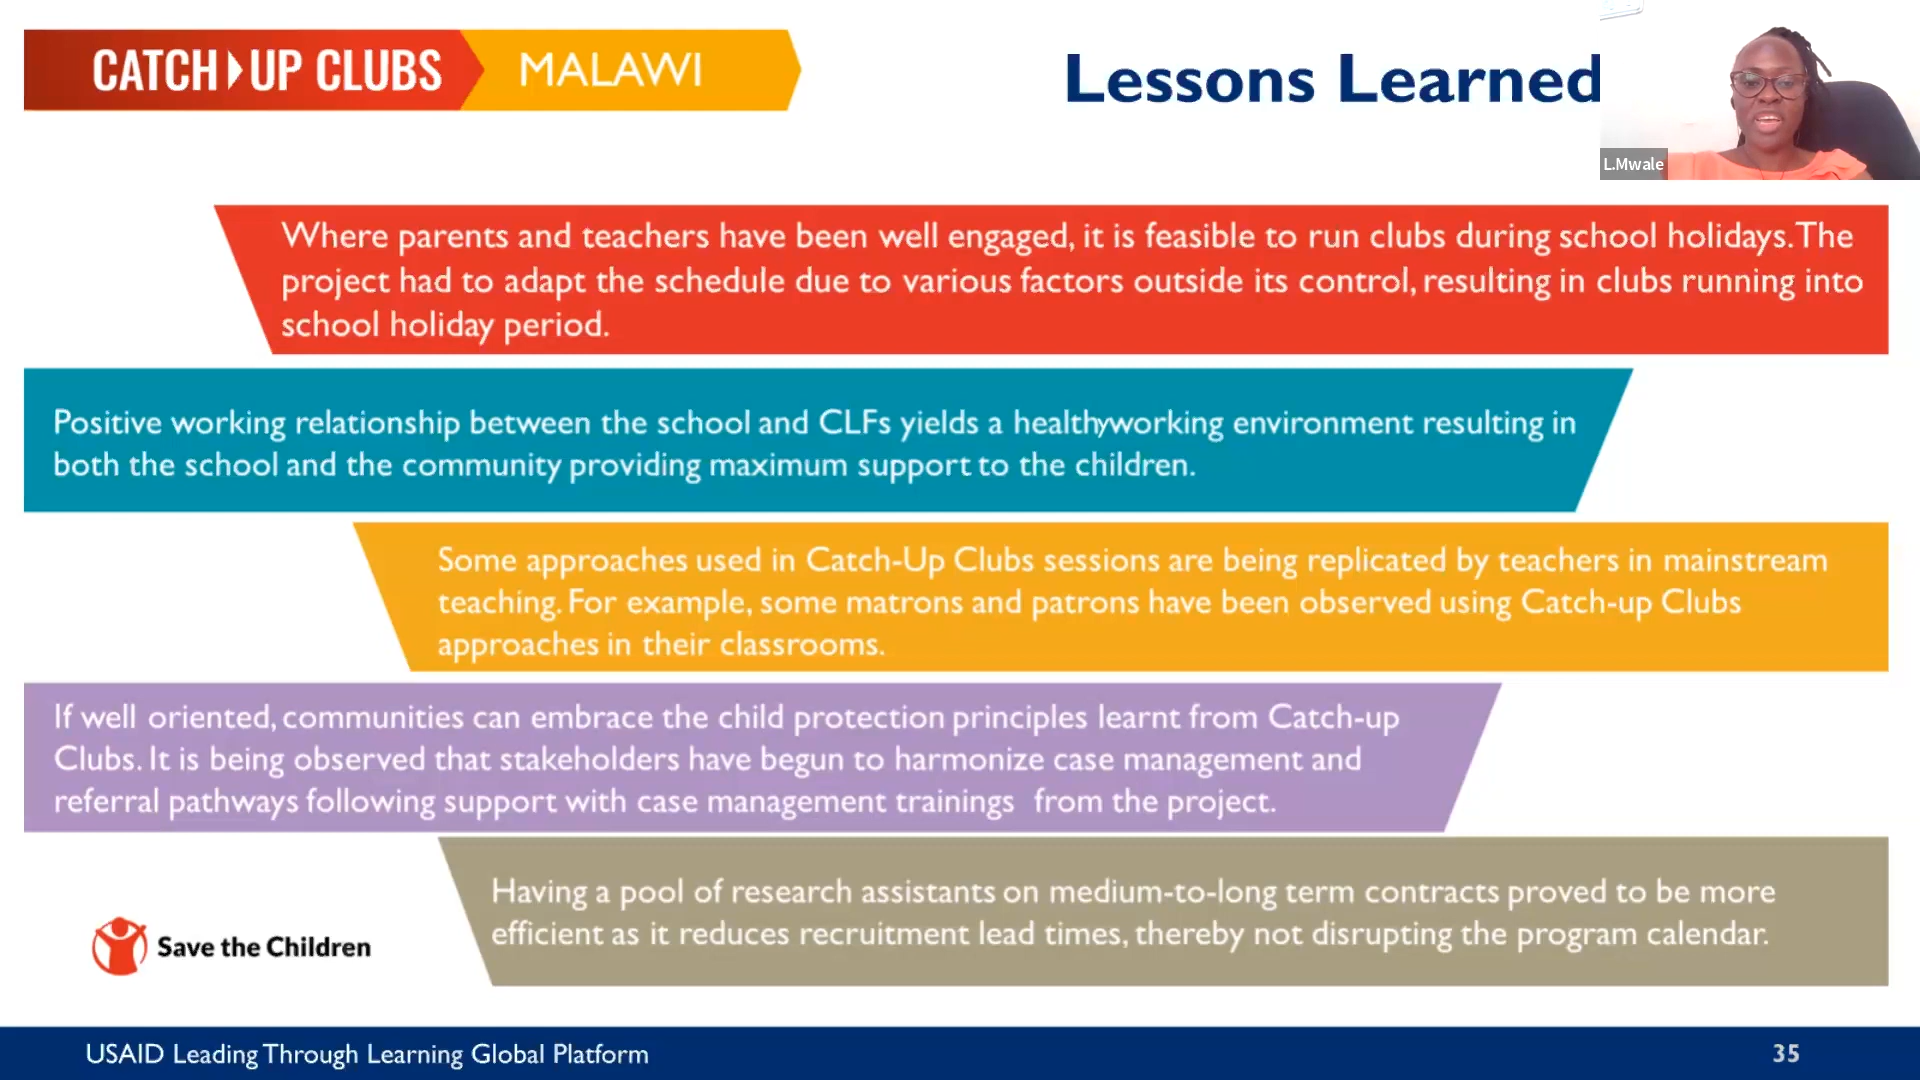 CATCH UP CLUBS
MALAWI
Lessons Learned
L.Mwale
Where parents and teachers have been well engaged, it is feasible to run clubs during school holidays. The
project had to adapt the schedule due to various factors outside its control, resulting in clubs running into
school holiday period.
Positive working relationship between the school and CLFs yields a healthyworking environment resulting in
both the school and the community providing maximum support to the children.
Some approaches used in Catch-Up Clubs sessions are being replicated by teachers in mainstream
teaching. For example, some matrons and patrons have been observed using Catch-up Clubs
approaches in their classrooms.
If well oriented, communities can embrace the child protection principles learnt from Catch-up
Clubs. It is being observed that stakeholders have begun to harmonize case management and
referral pathways following support with case management trainings from the project.
Having a pool of research assistants on medium-to-long term contracts proved to be more
efficient as it reduces recruitment lead times, thereby not disrupting the program calendar.
Save the Children
USAID Leading Through Learning Global Platform
35